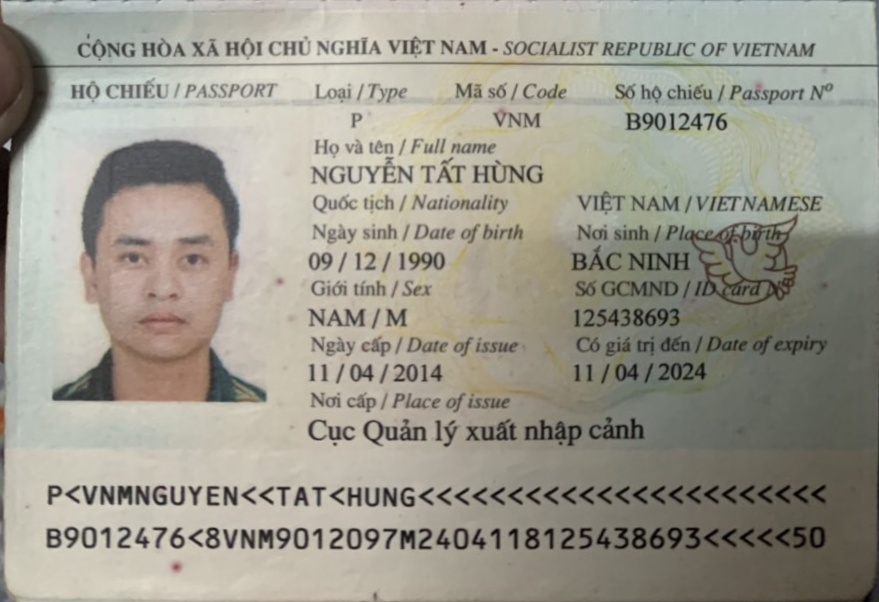 CỘNG HÒA XÃ HỘI CHỦ NGHĨA VIỆT NAM - SOCIALIST REPUBLIC OF VIETNAM
HỘ CHIẾU / PASSPORT Loại / Type Mã số / Code Số hộ chiếu / Passport Nº
P VNM B9012476
Họ và tên / Full name
NGUYỄN TẤT HÙNG
Quốc tịch / Nationality VIỆT NAM / VIETNAMESE
Ngày sinh / Date of birth Nơi sinh / Place of birth
09 / 12 / 1990 BẮC NINH
Giới tính / Sex Số GCMND / ID card Nº
NAM / M 125438693
Ngày cấp / Date of issue Có giá trị đến / Date of expiry
11 / 04 / 2014 11 / 04 / 2024
Nơi cấp / Place of issue
Cục Quản lý xuất nhập cảnh
P<VNMNGUYEN<<TAT<HUNG<<<<<<<<<<<<<<<<<<<<<<<
B9012476<8VNM9012097M2404118125438693<<<<<50